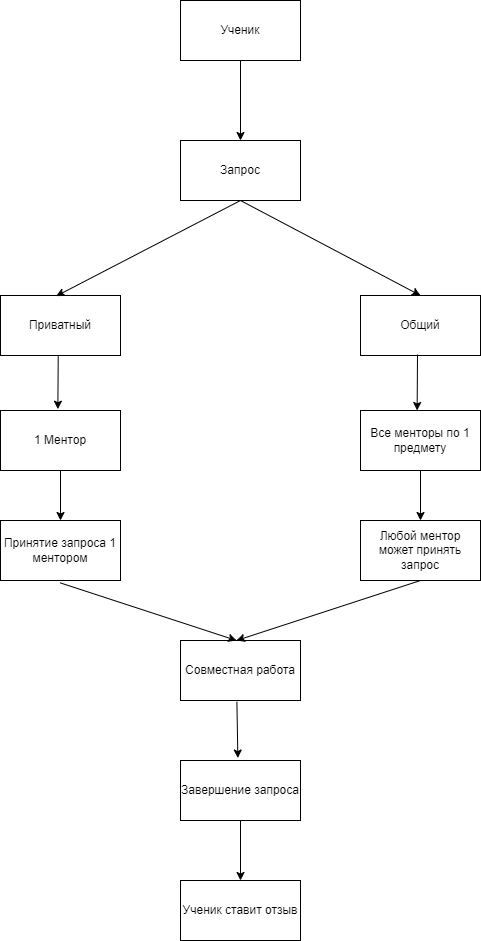 Ученик
Запрос
Приватный
Общий
1 Ментор
Все менторы по 1
предмету
Принятие запроса 1
ментором
Любой ментор
может принять
запрос
Совместная работа
Завершение запроса
Ученик ставит отзыв